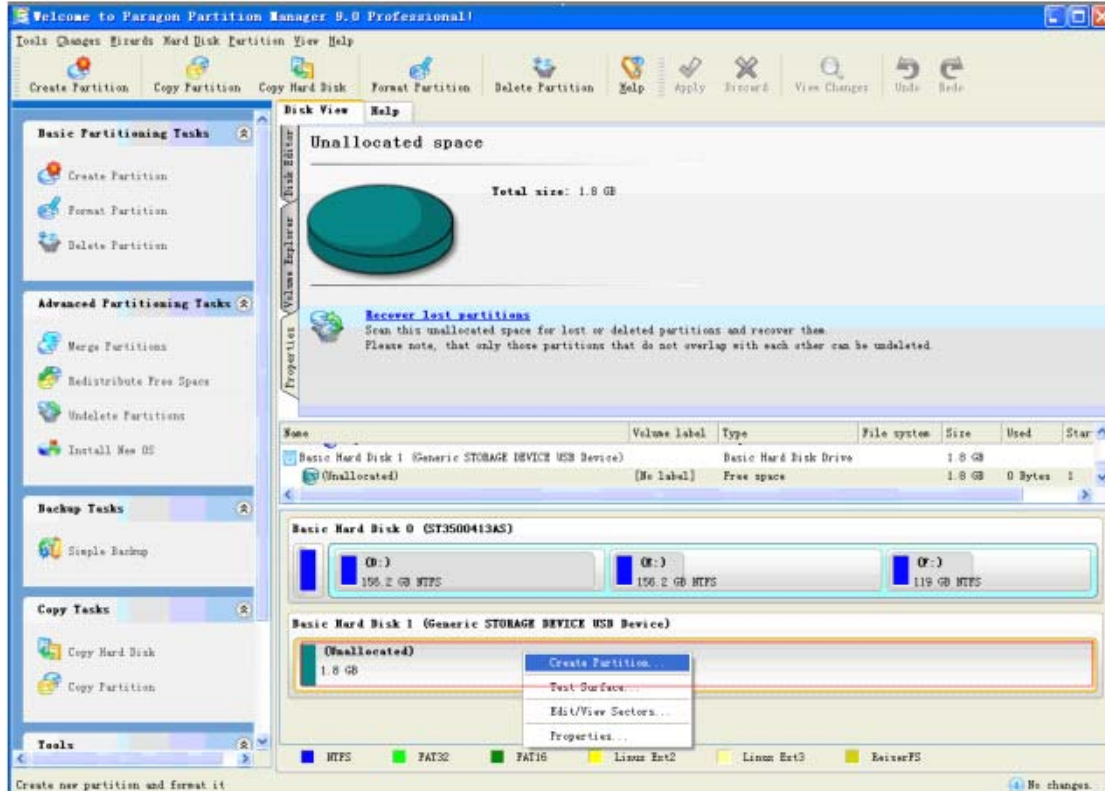 Welcome to Paragon Partition Manager 9.0 Professional!
Tools Changes Wizards Hard Disk Partition View Help
Create Partition Copy Partition Copy Hard Disk Format Partition Delete Partition Help Apply Discard View Changes Undo Redo
Disk View Help
Basic Partitioning Tasks
Create Partition
Format Partition
Delete Partition
Advanced Partitioning Tasks
Merge Partitions
Redistribute Free Space
Undelete Partitions
Install New OS
Backup Tasks
Simple Backup
Copy Tasks
Copy Hard Disk
Copy Partition
Tools
Disk Editor
Volume Explorer
Properties
Unallocated space
Total size: 1.8 GB
Recover lost partitions
Scan this unallocated space for lost or deleted partitions and recover them.
Please note, that only those partitions that do not overlap with each other can be undeleted.
Name Volume label Type File system Size Used Star
Basic Hard Disk 1 (Generic STORAGE DEVICE USB Device) Basic Hard Disk Drive 1.8 GB
(Unallocated) [No label] Free space 1.8 GB 0 Bytes 1
Basic Hard Disk 0 (ST3500413AS)
(D:)
156.2 GB NTFS
(E:)
156.2 GB NTFS
(F:)
119 GB NTFS
Basic Hard Disk 1 (Generic STORAGE DEVICE USB Device)
(Unallocated)
1.8 GB
Create Partition...
Test Surface...
Edit/View Sectors...
Properties...
NTFS FAT32 FAT16 Linux Ext2 Linux Ext3 ReiserFS
Create new partition and format it
No changes.